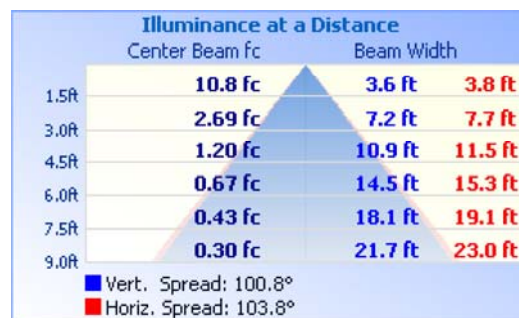 Illuminance at a Distance
Center Beam fc Beam Width
10.8 fc 3.6 ft 3.8 ft
1.5ft
2.69 fc 7.2 ft 7.7 ft
3.0ft
1.20 fc 10.9 ft 11.5 ft
4.5ft
0.67 fc 14.5 ft 15.3 ft
6.0ft
0.43 fc 18.1 ft 19.1 ft
7.5ft
0.30 fc 21.7 ft 23.0 ft
9.0ft
Vert. Spread: 100.8°
Horiz. Spread: 103.8°